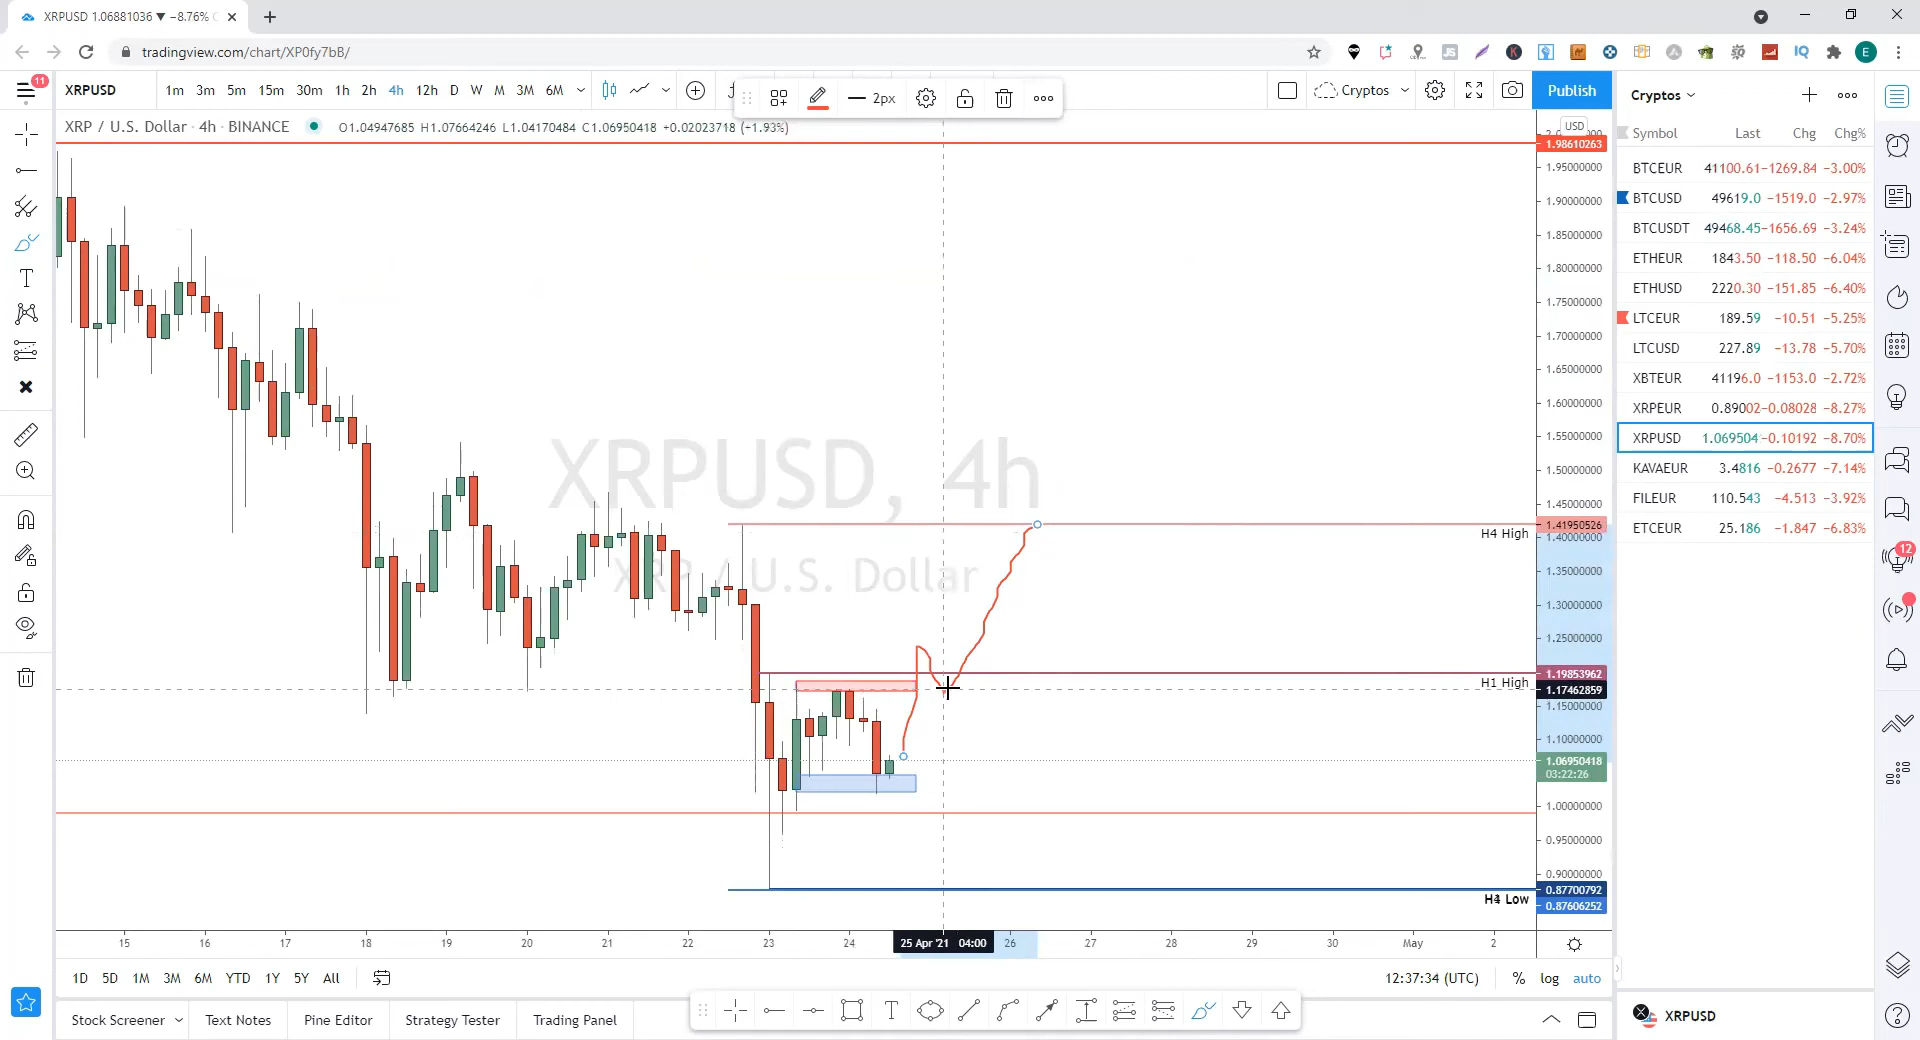 XRPUSD 1.06881036 ▼ −8.76%
tradingview.com/chart/XP0fy7bB/
11
XRPUSD 1m 3m 5m 15m 30m 1h 2h 4h 12h D W M 3M 6M
2px
Cryptos
Publish
XRP / U.S. Dollar · 4h · BINANCE O1.04947685 H1.07664246 L1.04170484 C1.06950418 +0.02023718 (+1.93%)
USD
1.98610263
1.95000000
1.90000000
1.85000000
1.80000000
1.75000000
1.70000000
1.65000000
1.60000000
1.55000000
1.50000000
1.45000000
1.41950526
H4 High
1.40000000
1.35000000
1.30000000
1.25000000
1.19853962
H1 High
1.17462859
1.15000000
1.10000000
1.06950418
03:22:26
1.00000000
0.95000000
0.90000000
0.87700792
0.87606252
XRPUSD, 4h
XRP / U.S. Dollar
15 16 17 18 19 20 21 22 23 24 25 Apr '21 04:00 26 27 28 29 30 May 2
1D 5D 1M 3M 6M YTD 1Y 5Y All
12:37:34 (UTC) % log auto
Stock Screener Text Notes Pine Editor Strategy Tester Trading Panel
Cryptos
Symbol Last Chg Chg%
BTCEUR 41100.61 −1269.84 −3.00%
BTCUSD 49619.0 −1519.0 −2.97%
BTCUSDT 49468.45 −1656.69 −3.24%
ETHEUR 1843.50 −118.50 −6.04%
ETHUSD 2220.30 −151.85 −6.40%
LTCEUR 189.59 −10.51 −5.25%
LTCUSD 227.89 −13.78 −5.70%
XBTEUR 41196.0 −1153.0 −2.72%
XRPEUR 0.89002 −0.08028 −8.27%
XRPUSD 1.069504 −0.10192 −8.70%
KAVAEUR 3.4816 −0.2677 −7.14%
FILEUR 110.543 −4.513 −3.92%
ETCEUR 25.186 −1.847 −6.83%
12
XRPUSD